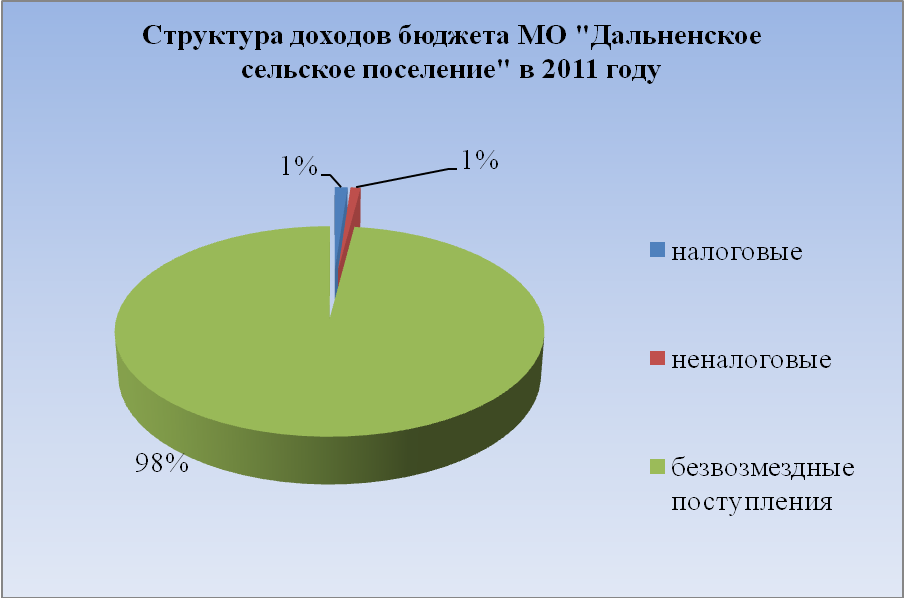 Структура доходов бюджета МО "Дальненское
сельское поселение" в 2011 году
1%
1%
налоговые
неналоговые
98%
безвозмездные
поступления